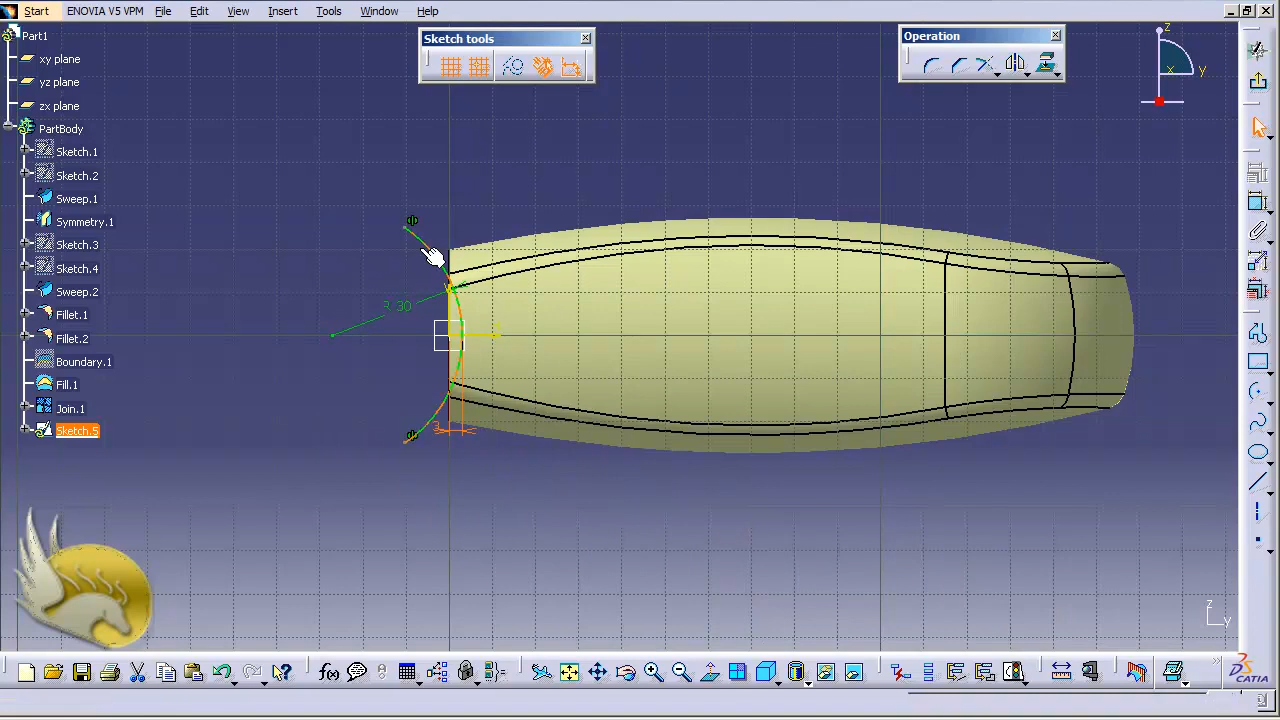 Start
ENOVIA V5 VPM
File
Edit
View
Insert
Tools
Window
Help
Sketch tools
Operation
Part1
xy plane
yz plane
zx plane
PartBody
Sketch.1
Sketch.2
Sweep.1
Symmetry.1
Sketch.3
Sketch.4
Sweep.2
Fillet.1
Fillet.2
Boundary.1
Fill.1
Join.1
Sketch.5
R 30
3
z
x
y
z
y
f(x)
CATIA